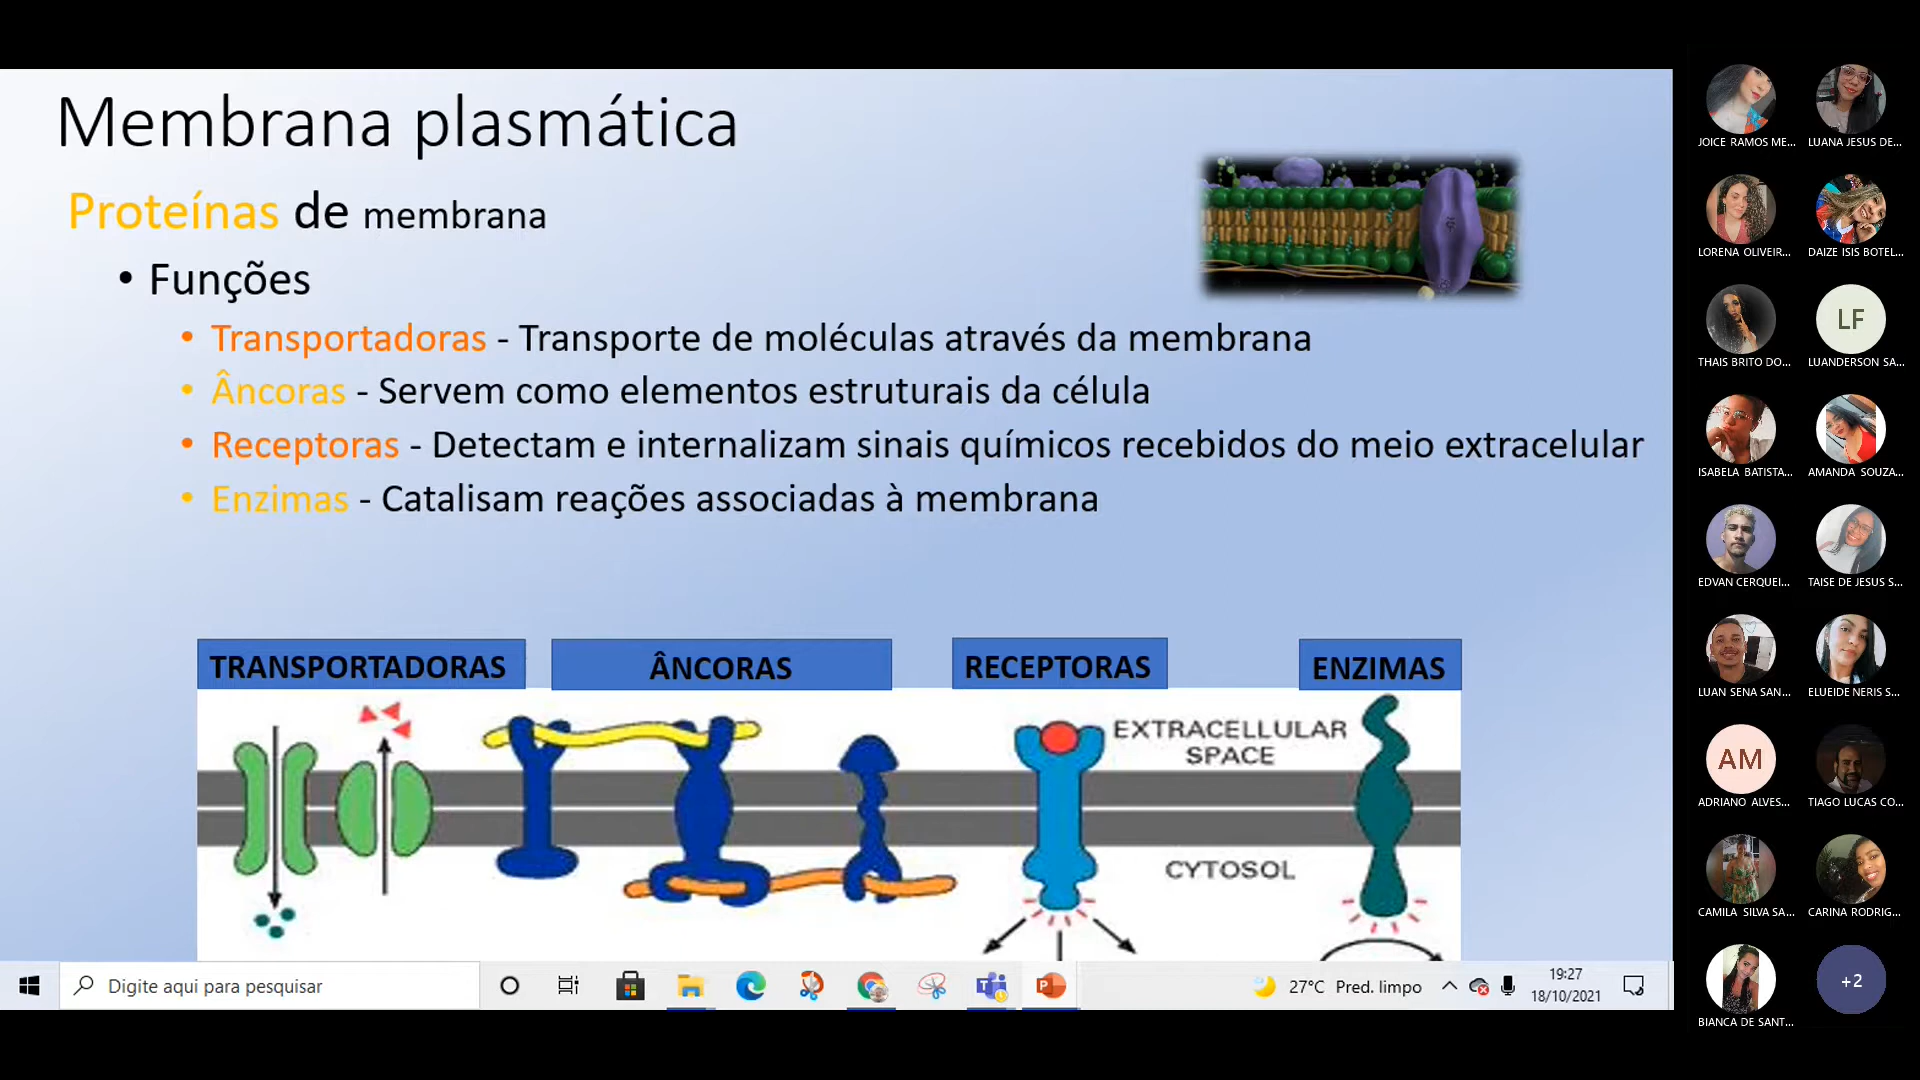 Membrana plasmática
Proteínas de membrana
• Funções
• Transportadoras - Transporte de moléculas através da membrana
• Âncoras - Servem como elementos estruturais da célula
• Receptoras - Detectam e internalizam sinais químicos recebidos do meio extracelular
• Enzimas - Catalisam reações associadas à membrana
TRANSPORTADORAS
ÂNCORAS
RECEPTORAS
ENZIMAS
EXTRACELLULAR
SPACE
CYTOSOL
Digite aqui para pesquisar
27°C Pred. limpo
19:27
18/10/2021
JOICE RAMOS ME...
LUANA JESUS DE...
LORENA OLIVEIR...
DAIZE ISIS BOTEL...
THAIS BRITO DO...
LF
LUANDERSON SA...
ISABELA BATISTA...
AMANDA SOUZA...
EDVAN CERQUEI...
TAISE DE JESUS S...
LUAN SENA SAN...
ELUEIDE NERIS S...
AM
ADRIANO ALVES...
TIAGO LUCAS CO...
CAMILA SILVA SA...
CARINA RODRIG...
BIANCA DE SANT...
+2